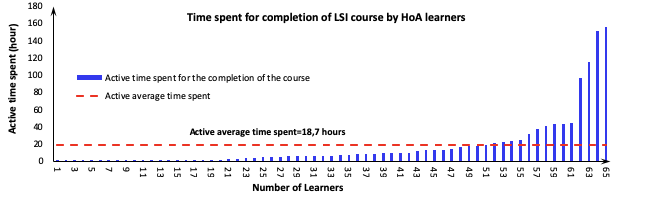 Time spent for completion of LSI course by HoA learners
Active time spent (hour)
180
160
140
120
100
80
60
40
20
0
Active time spent for the completion of the course
Active average time spent
Active average time spent=18,7 hours
1 3 5 7 9 11 13 15 17 19 21 23 25 27 29 31 33 35 37 39 41 43 45 47 49 51 53 55 57 59 61 63 65
Number of Learners